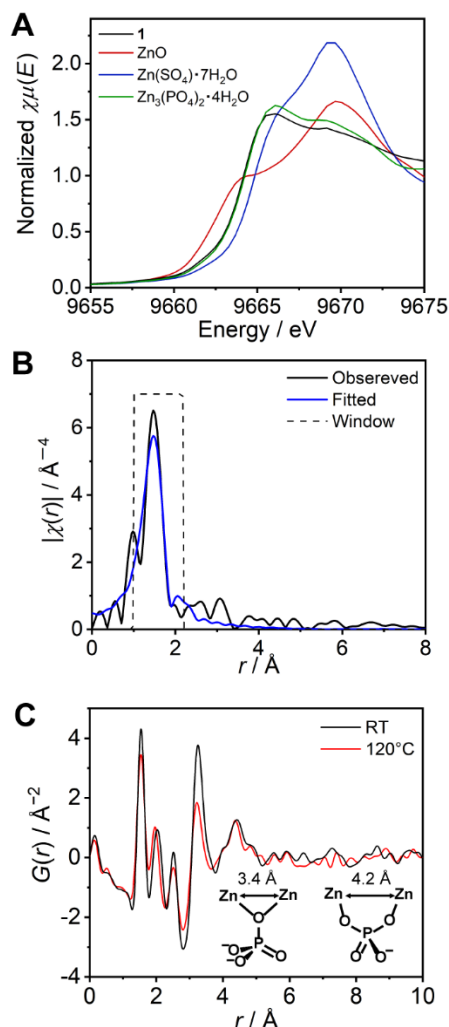 A
1
ZnO
Zn(SO₄)·7H₂O
Zn₃(PO₄)₂·4H₂O
Normalized χμ(E)
2.0
1.5
1.0
0.5
0.0
9655 9660 9665 9670 9675
Energy / eV
B
Obsereved
Fitted
Window
|χ(r)| / Å⁻⁴
8
6
4
2
0
0 2 4 6 8
r / Å
C
RT
120°C
G(r) / Å⁻²
4
2
0
-2
-4
3.4 Å 4.2 Å
Zn Zn Zn Zn
O O O
⁻O P O P
⁻O O O⁻
0 2 4 6 8 10
r / Å